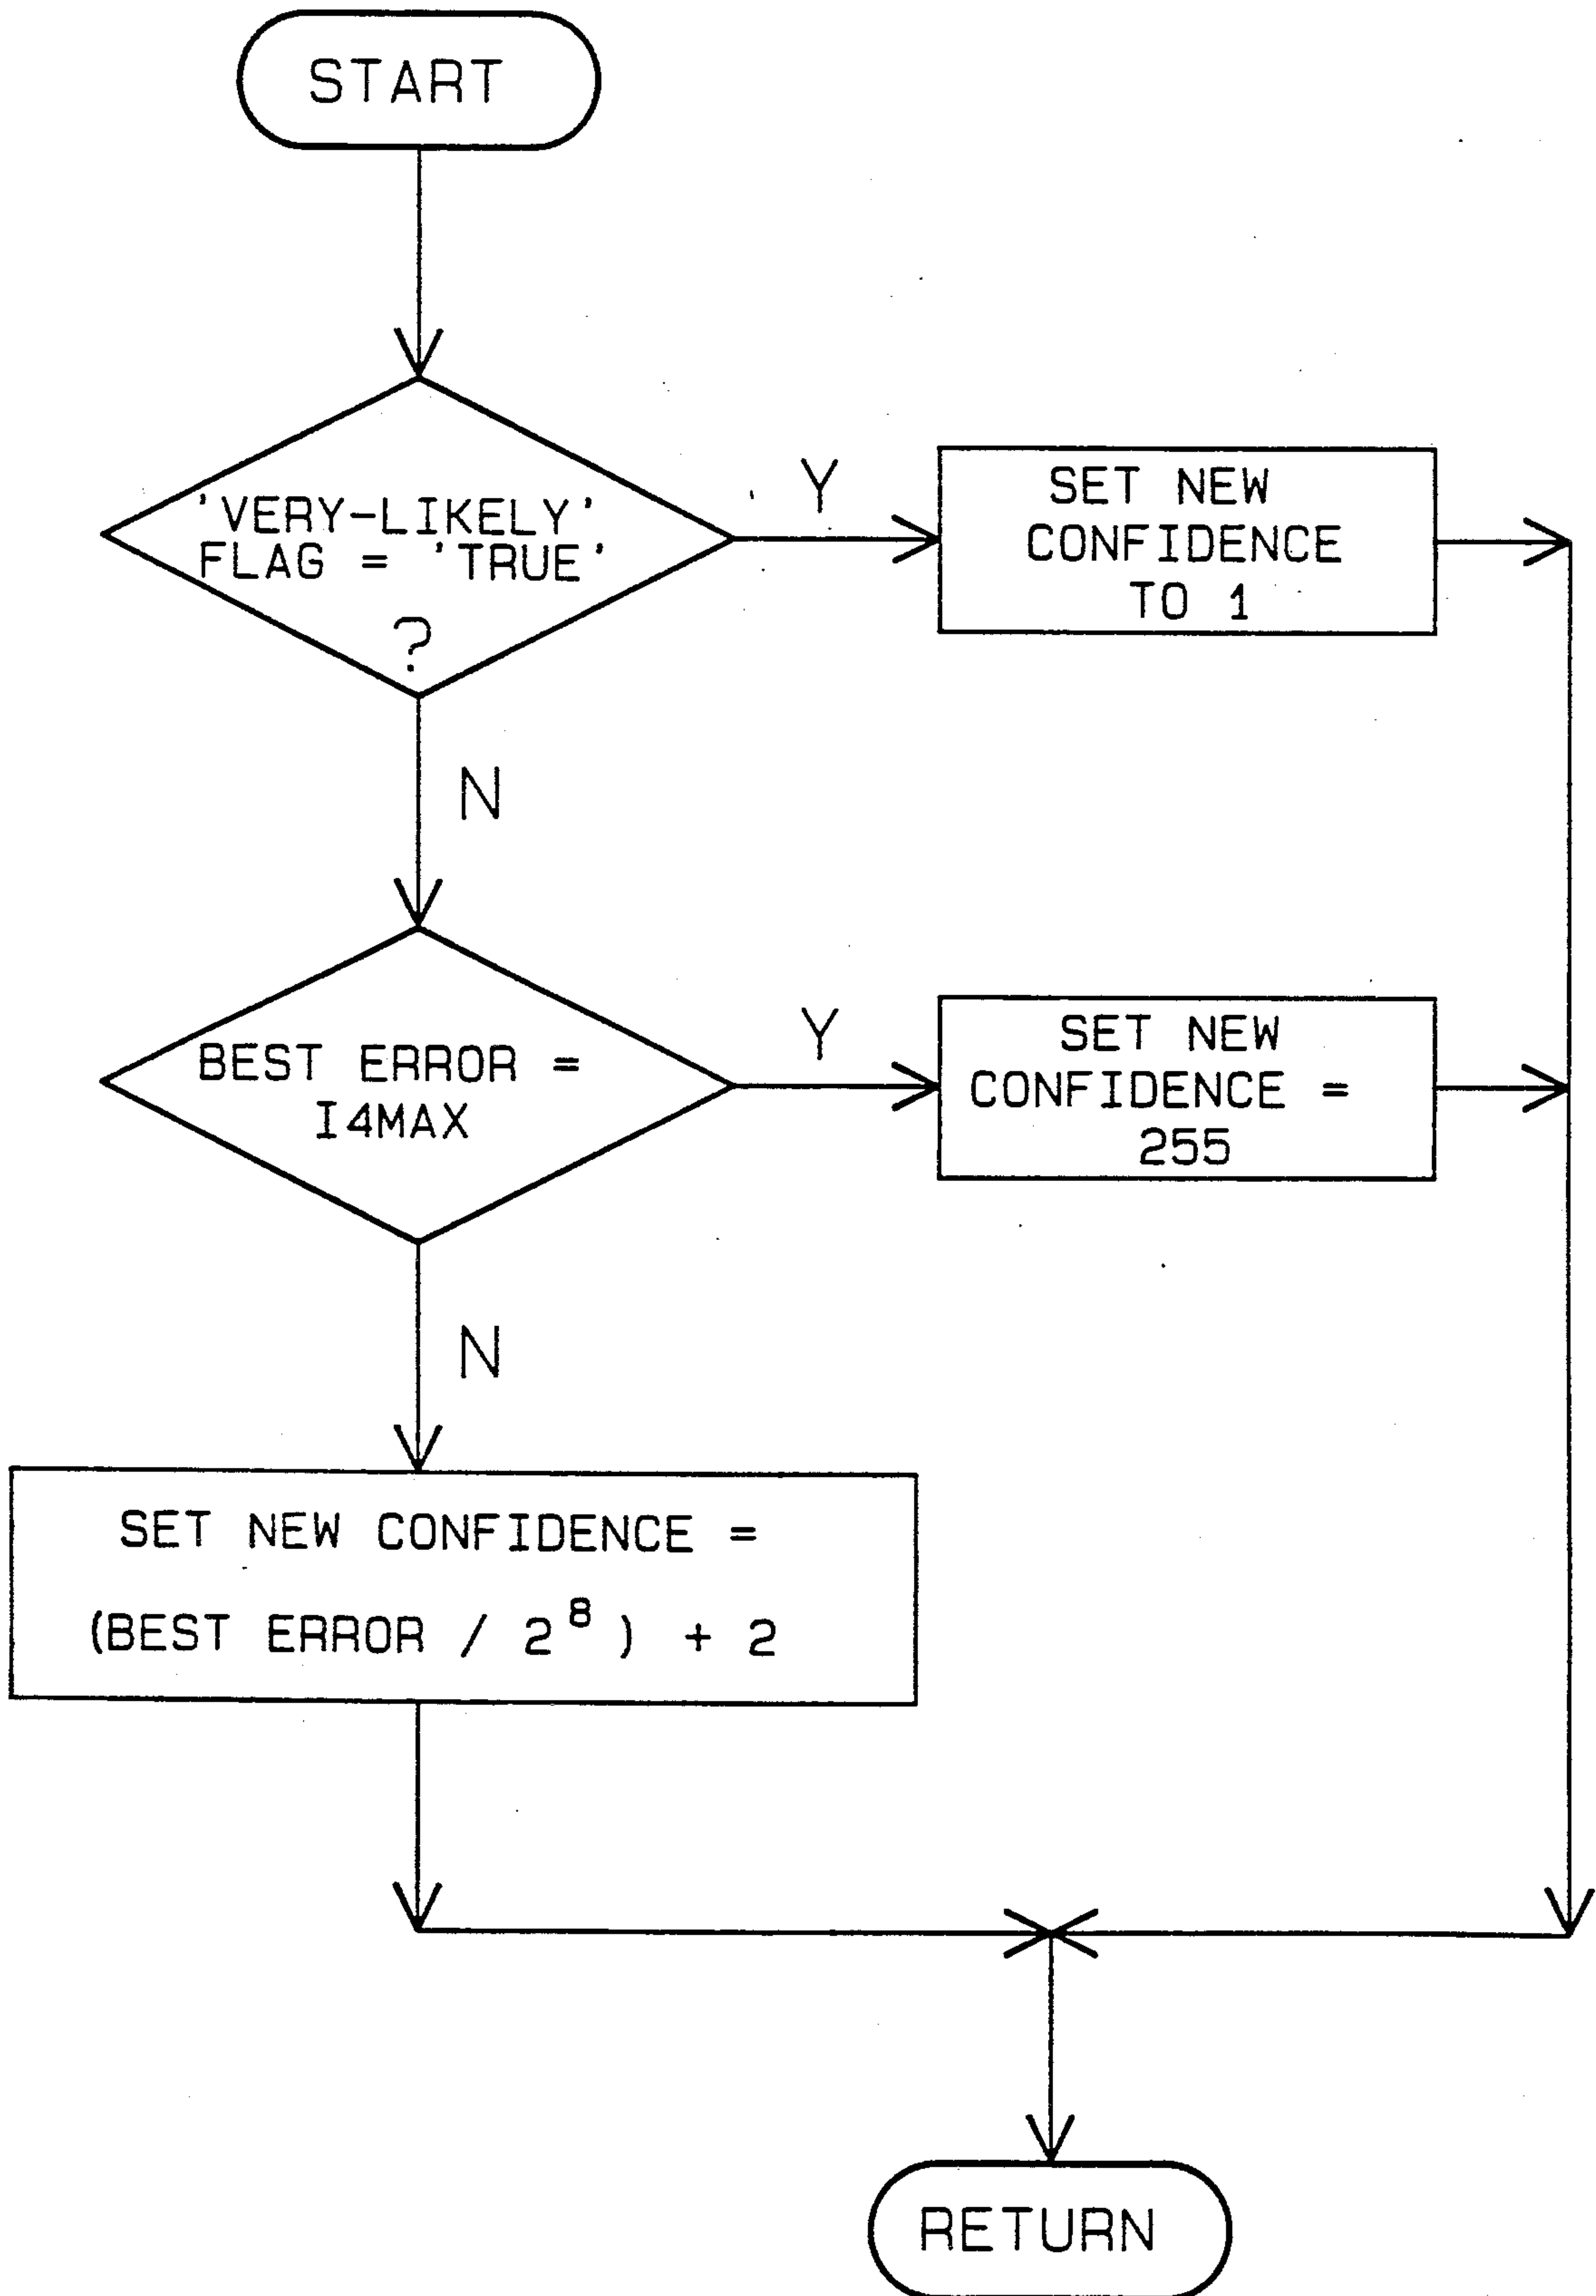 START
'VERY-LIKELY'
FLAG = 'TRUE'
?
Y
SET NEW
CONFIDENCE
TO 1
N
BEST ERROR =
I4MAX
Y
SET NEW
CONFIDENCE =
255
N
SET NEW CONFIDENCE =
(BEST ERROR / 2⁸) + 2
RETURN